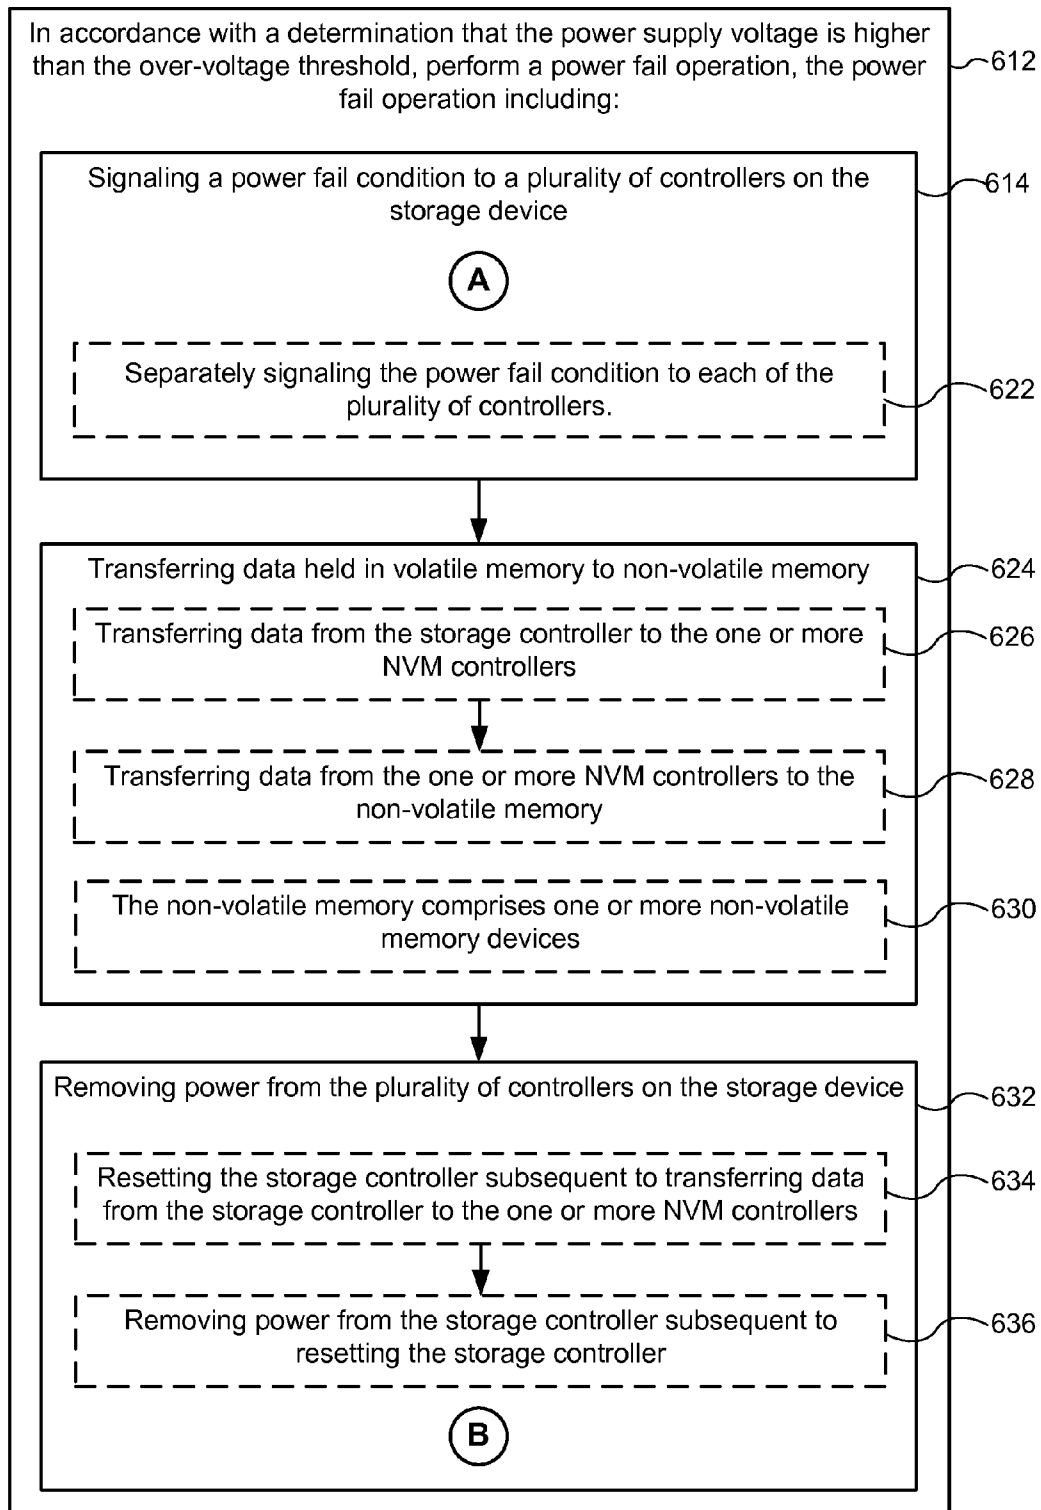 In accordance with a determination that the power supply voltage is higher
than the over-voltage threshold, perform a power fail operation, the power
fail operation including:
612
Signaling a power fail condition to a plurality of controllers on the
storage device
614
A
Separately signaling the power fail condition to each of the
plurality of controllers.
622
Transferring data held in volatile memory to non-volatile memory
624
Transferring data from the storage controller to the one or more
NVM controllers
626
Transferring data from the one or more NVM controllers to the
non-volatile memory
628
The non-volatile memory comprises one or more non-volatile
memory devices
630
Removing power from the plurality of controllers on the storage device
632
Resetting the storage controller subsequent to transferring data
from the storage controller to the one or more NVM controllers
634
Removing power from the storage controller subsequent to
resetting the storage controller
636
B